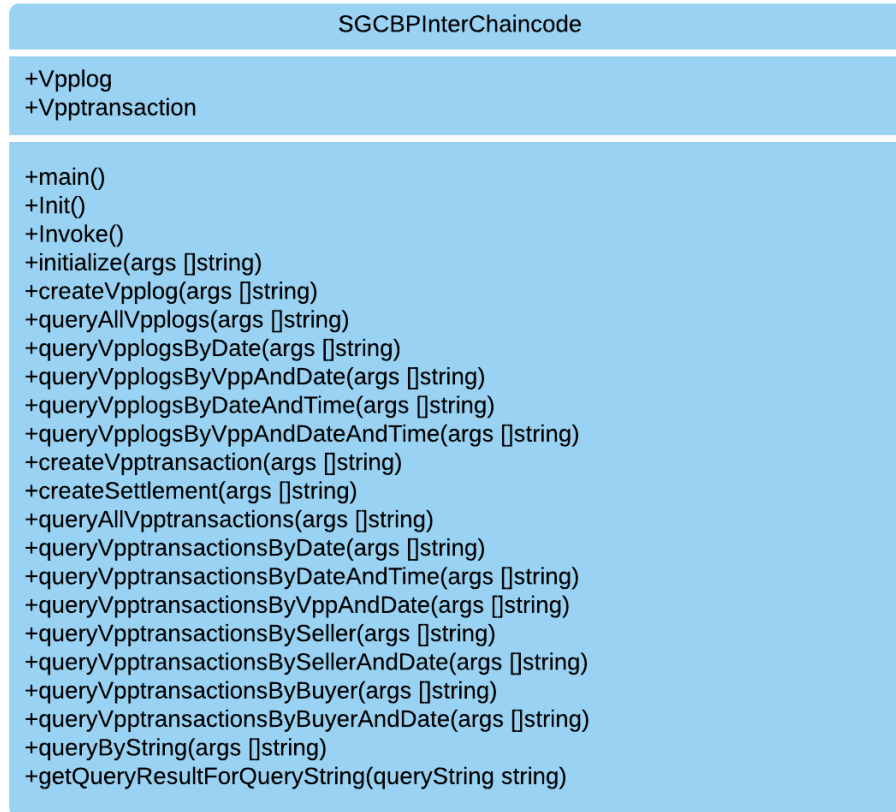 SGCBPInterChaincode
+Vpplog
+Vpptransaction
+main()
+Init()
+Invoke()
+initialize(args []string)
+createVpplog(args []string)
+queryAllVpplogs(args []string)
+queryVpplogsByDate(args []string)
+queryVpplogsByVppAndDate(args []string)
+queryVpplogsByDateAndTime(args []string)
+queryVpplogsByVppAndDateAndTime(args []string)
+createVpptransaction(args []string)
+createSettlement(args []string)
+queryAllVpptransactions(args []string)
+queryVpptransactionsByDate(args []string)
+queryVpptransactionsByDateAndTime(args []string)
+queryVpptransactionsByVppAndDate(args []string)
+queryVpptransactionsBySeller(args []string)
+queryVpptransactionsBySellerAndDate(args []string)
+queryVpptransactionsByBuyer(args []string)
+queryVpptransactionsByBuyerAndDate(args []string)
+queryByString(args []string)
+getQueryResultForQueryString(queryString string)